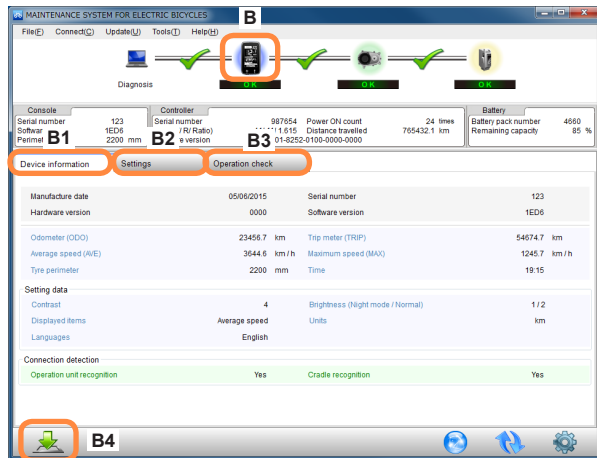 MAINTENANCE SYSTEM FOR ELECTRIC BICYCLES
B
File(F) Connect(C) Update(U) Tools(T) Help(H)
Diagnosis OK OK OK
Console Controller Battery
Serial number 123 Serial number 987654 Power ON count 24 times Battery pack number 4660
1ED6 / R/ Ratio) 1.615 Distance travelled 765432.1 km Remaining capacity 85 %
2200 mm version 01-8252-0100-0000-0000
B1 B2 B3
Device information Settings Operation check
Manufacture date 05/06/2015 Serial number 123
Hardware version 0000 Software version 1ED6
Odometer (ODO) 23456.7 km Trip meter (TRIP) 54674.7 km
Average speed (AVE) 3644.6 km/h Maximum speed (MAX) 1245.7 km/h
Tyre perimeter 2200 mm Time 19:15
Setting data
Contrast 4 Brightness (Night mode / Normal) 1/2
Displayed items Average speed Units km
Languages English
Connection detection
Operation unit recognition Yes Cradle recognition Yes
B4